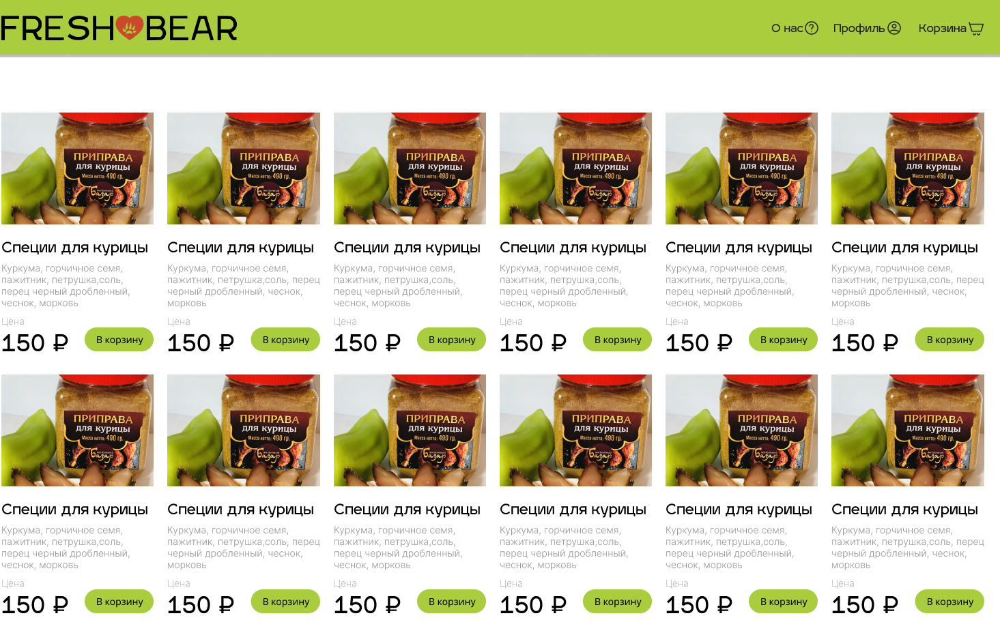 FRESH BEAR
О нас Профиль Корзина
ПРИПРАВА ПРИПРАВА ПРИПРАВА ПРИПРАВА ПРИПРАВА ПРИПРАВА
для курицы для курицы для курицы для курицы для курицы для курицы
Масса нетто: 490 гр. Масса нетто: 490 гр. Масса нетто: 490 гр. Масса нетто: 490 гр. Масса нетто: 490 гр. Масса нетто: 490 гр.
Базар Базар Базар Базар Базар Базар
Специи для курицы Специи для курицы Специи для курицы Специи для курицы Специи для курицы Специи для курицы
Куркума, горчичное семя, Куркума, горчичное семя, Куркума, горчичное семя, Куркума, горчичное семя, Куркума, горчичное семя, Куркума, горчичное семя,
пажитник, петрушка,соль, пажитник, петрушка,соль, перец пажитник, петрушка,соль, пажитник, петрушка,соль, пажитник, петрушка,соль, пажитник, петрушка,соль, перец
перец черный дробленный, черный дробленный, чеснок, перец черный дробленный, перец черный дробленный, перец черный дробленный, черный дробленный, чеснок,
чеснок, морковь морковь чеснок, морковь чеснок, морковь чеснок, морковь морковь
Цена Цена Цена Цена Цена Цена
150 ₽ В корзину 150 ₽ В корзину 150 ₽ В корзину 150 ₽ В корзину 150 ₽ В корзину 150 ₽ В корзину
ПРИПРАВА ПРИПРАВА ПРИПРАВА ПРИПРАВА ПРИПРАВА ПРИПРАВА
для курицы для курицы для курицы для курицы для курицы для курицы
Масса нетто: 490 гр. Масса нетто: 490 гр. Масса нетто: 490 гр. Масса нетто: 490 гр. Масса нетто: 490 гр. Масса нетто: 490 гр.
Базар Базар Базар Базар Базар Базар
Специи для курицы Специи для курицы Специи для курицы Специи для курицы Специи для курицы Специи для курицы
Куркума, горчичное семя, Куркума, горчичное семя, Куркума, горчичное семя, Куркума, горчичное семя, Куркума, горчичное семя, Куркума, горчичное семя,
пажитник, петрушка,соль, пажитник, петрушка,соль, перец пажитник, петрушка,соль, пажитник, петрушка,соль, пажитник, петрушка,соль, пажитник, петрушка,соль, перец
перец черный дробленный, черный дробленный, чеснок, перец черный дробленный, перец черный дробленный, перец черный дробленный, черный дробленный, чеснок,
чеснок, морковь морковь чеснок, морковь чеснок, морковь чеснок, морковь морковь
Цена Цена Цена Цена Цена Цена
150 ₽ В корзину 150 ₽ В корзину 150 ₽ В корзину 150 ₽ В корзину 150 ₽ В корзину 150 ₽ В корзину